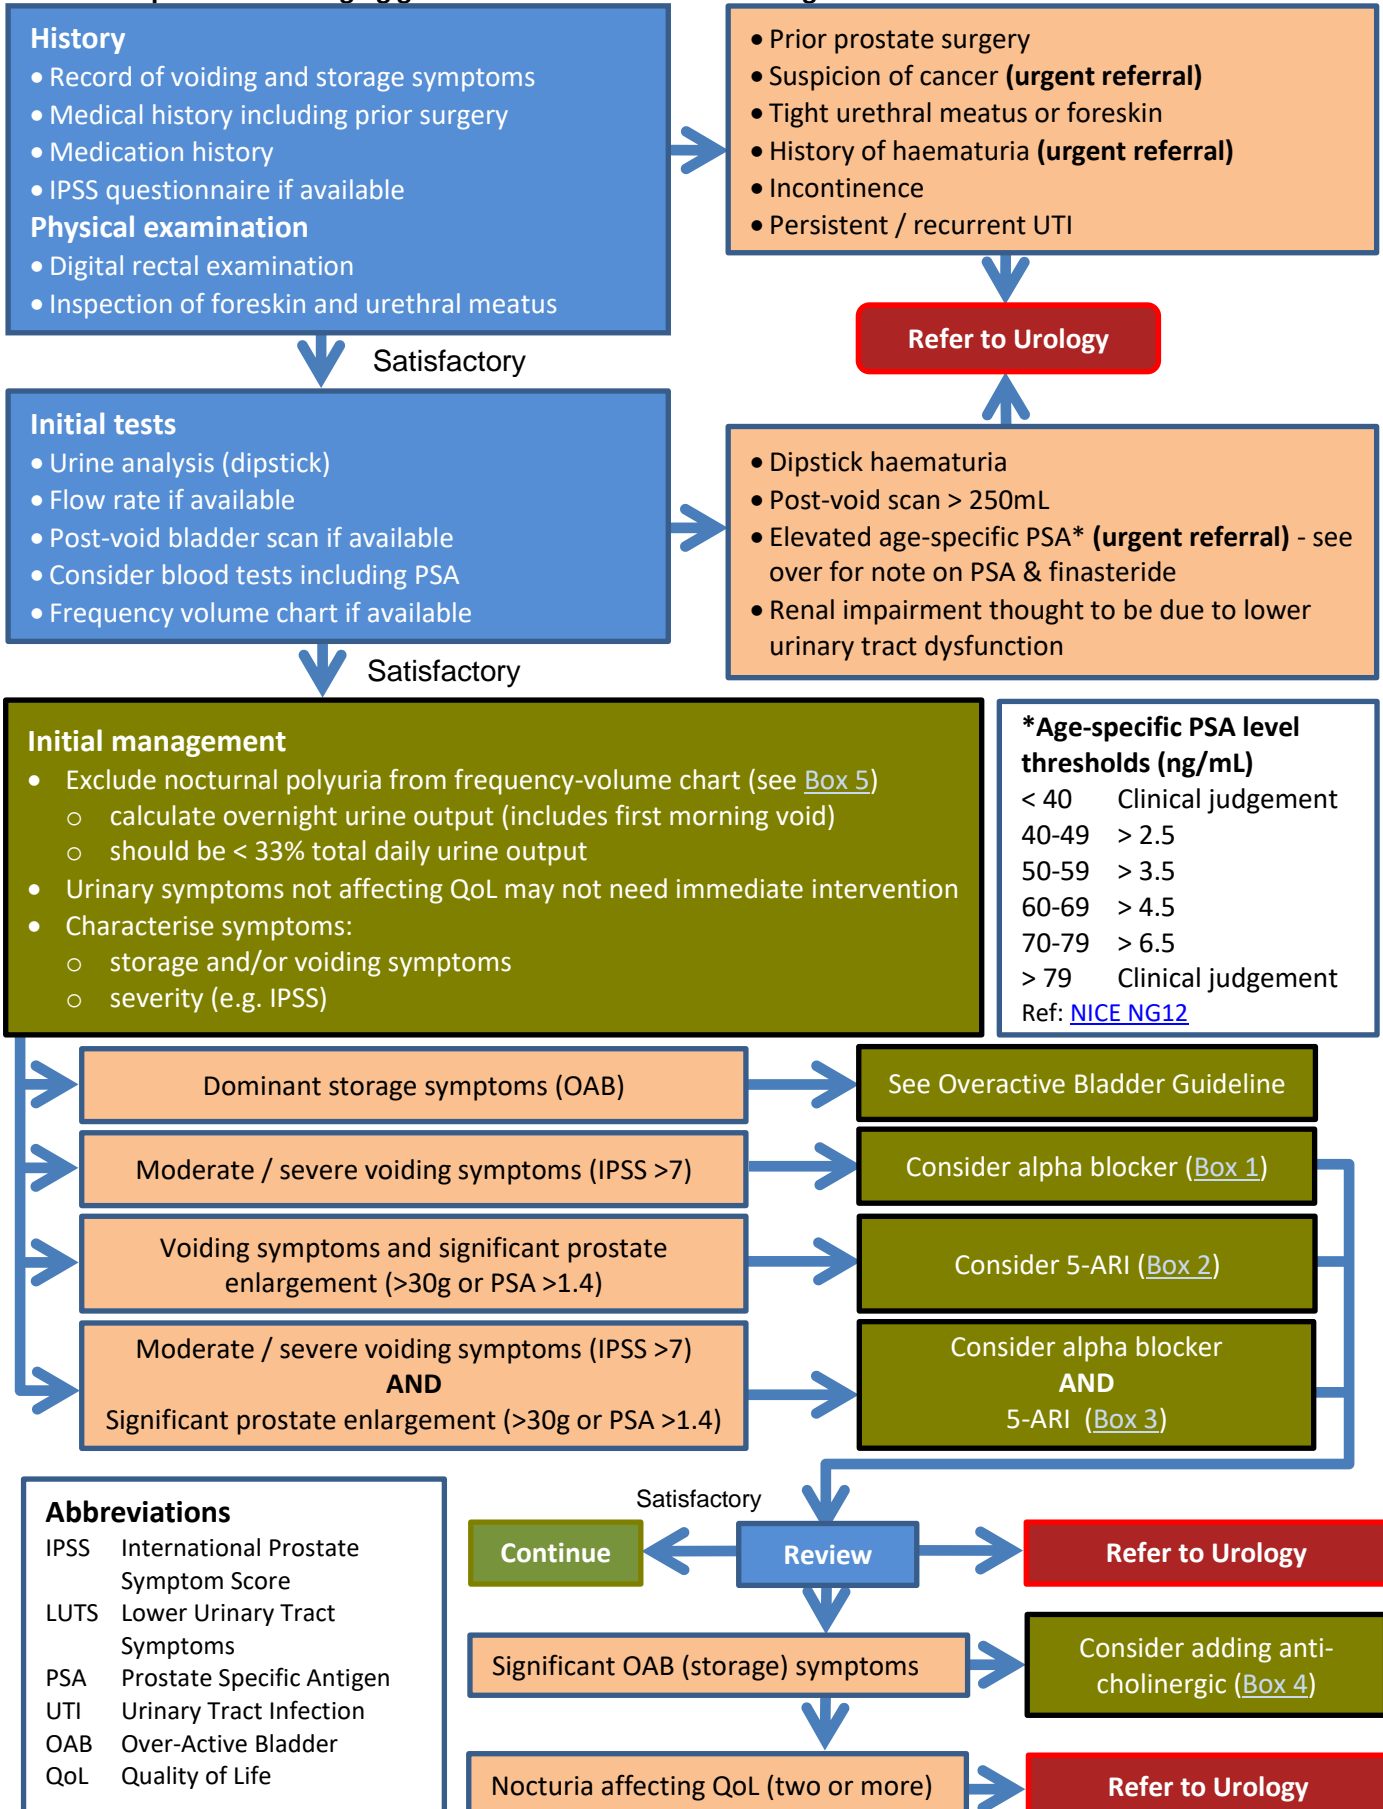 History
• Record of voiding and storage symptoms
• Medical history including prior surgery
• Medication history
• IPSS questionnaire if available
Physical examination
• Digital rectal examination
• Inspection of foreskin and urethral meatus
• Prior prostate surgery
• Suspicion of cancer (urgent referral)
• Tight urethral meatus or foreskin
• History of haematuria (urgent referral)
• Incontinence
• Persistent / recurrent UTI
Refer to Urology
Satisfactory
Initial tests
• Urine analysis (dipstick)
• Flow rate if available
• Post-void bladder scan if available
• Consider blood tests including PSA
• Frequency volume chart if available
• Dipstick haematuria
• Post-void scan > 250mL
• Elevated age-specific PSA* (urgent referral) - see
over for note on PSA & finasteride
• Renal impairment thought to be due to lower
urinary tract dysfunction
Satisfactory
Initial management
• Exclude nocturnal polyuria from frequency-volume chart (see Box 5)
o calculate overnight urine output (includes first morning void)
o should be < 33% total daily urine output
• Urinary symptoms not affecting QoL may not need immediate intervention
• Characterise symptoms:
o storage and/or voiding symptoms
o severity (e.g. IPSS)
*Age-specific PSA level
thresholds (ng/mL)
< 40 Clinical judgement
40-49 > 2.5
50-59 > 3.5
60-69 > 4.5
70-79 > 6.5
> 79 Clinical judgement
Ref: NICE NG12
Dominant storage symptoms (OAB)
See Overactive Bladder Guideline
Moderate / severe voiding symptoms (IPSS >7)
Consider alpha blocker (Box 1)
Voiding symptoms and significant prostate
enlargement (>30g or PSA >1.4)
Consider 5-ARI (Box 2)
Moderate / severe voiding symptoms (IPSS >7)
AND
Significant prostate enlargement (>30g or PSA >1.4)
Consider alpha blocker
AND
5-ARI (Box 3)
Abbreviations
IPSS International Prostate
Symptom Score
LUTS Lower Urinary Tract
Symptoms
PSA Prostate Specific Antigen
UTI Urinary Tract Infection
OAB Over-Active Bladder
QoL Quality of Life
Satisfactory
Continue
Review
Refer to Urology
Significant OAB (storage) symptoms
Consider adding anti-
cholinergic (Box 4)
Nocturia affecting QoL (two or more)
Refer to Urology